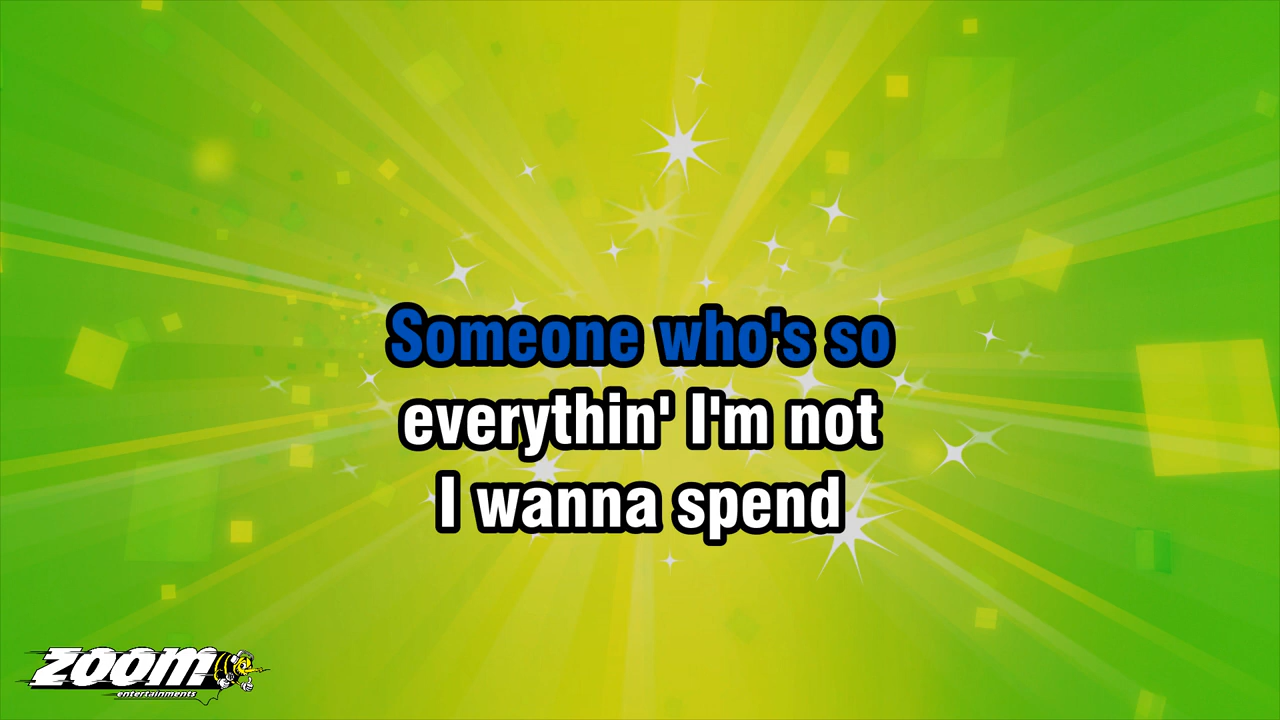 Someone who's so
everythin' I'm not
I wanna spend
zoom
entertainments